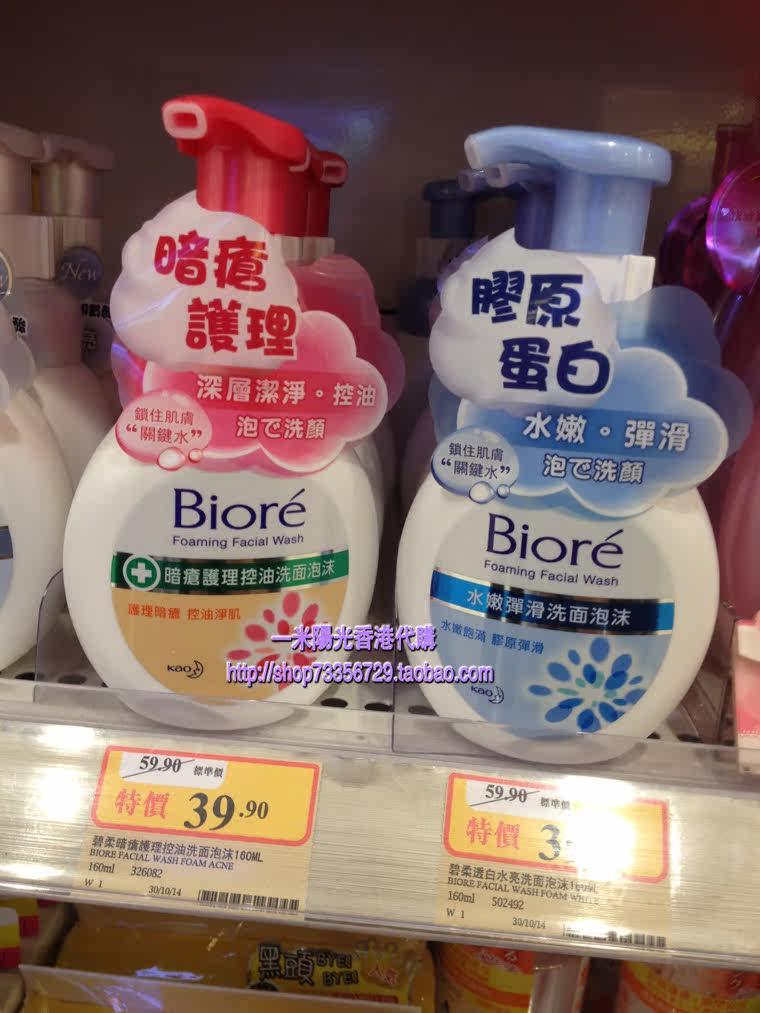 New
暗瘡
護理
深層潔淨。控油
泡で洗顏
鎖住肌膚
“關鍵水”
Bioré
Foaming Facial Wash
暗瘡護理控油洗面泡沫
護理暗瘡 控油淨肌
Kao
膠原
蛋白
水嫩。彈滑
泡で洗顏
鎖住肌膚
“關鍵水”
Bioré
Foaming Facial Wash
水嫩彈滑洗面泡沫
水嫩飽滿 膠原彈滑
Kao
一米陽光香港代購
http://shop73356729.taobao.com
59.90 標準價
特價 39.90
碧柔暗瘡護理控油洗面泡沫160ML
BIORE FACIAL WASH FOAM ACNE
160ml 326082
W 1 30/10/14
59.90 標準價
特價 3
碧柔透白水亮洗面泡沫160ML
BIORE FACIAL WASH FOAM WHITE
160ml 502492
W 1 30/10/14
黑頭 BYE!
BYE!